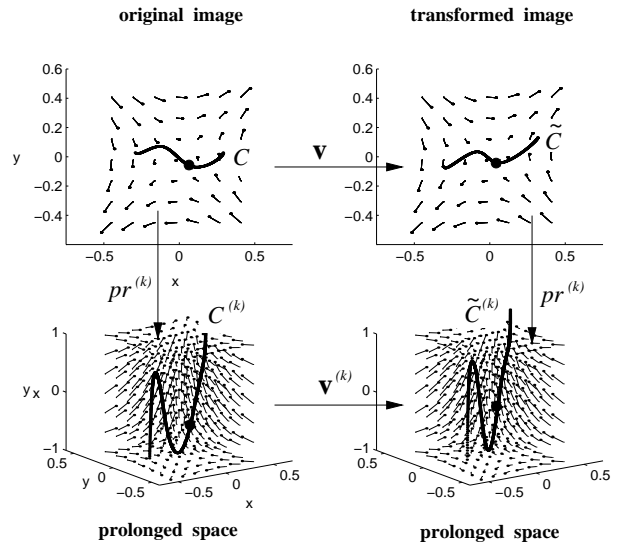 original image
transformed image
0.6
0.4
0.2
0
−0.2
−0.4
y
C
−0.5
0
0.5
x
v
0.6
0.4
0.2
0
−0.2
−0.4
C̃
−0.5
0
0.5
pr(k)
pr(k)
C(k)
C̃(k)
1
0
−1
y x
0.5
0
−0.5
y
−0.5
0
0.5
x
v(k)
1
0
−1
0.5
0
−0.5
−0.5
0
0.5
prolonged space
prolonged space